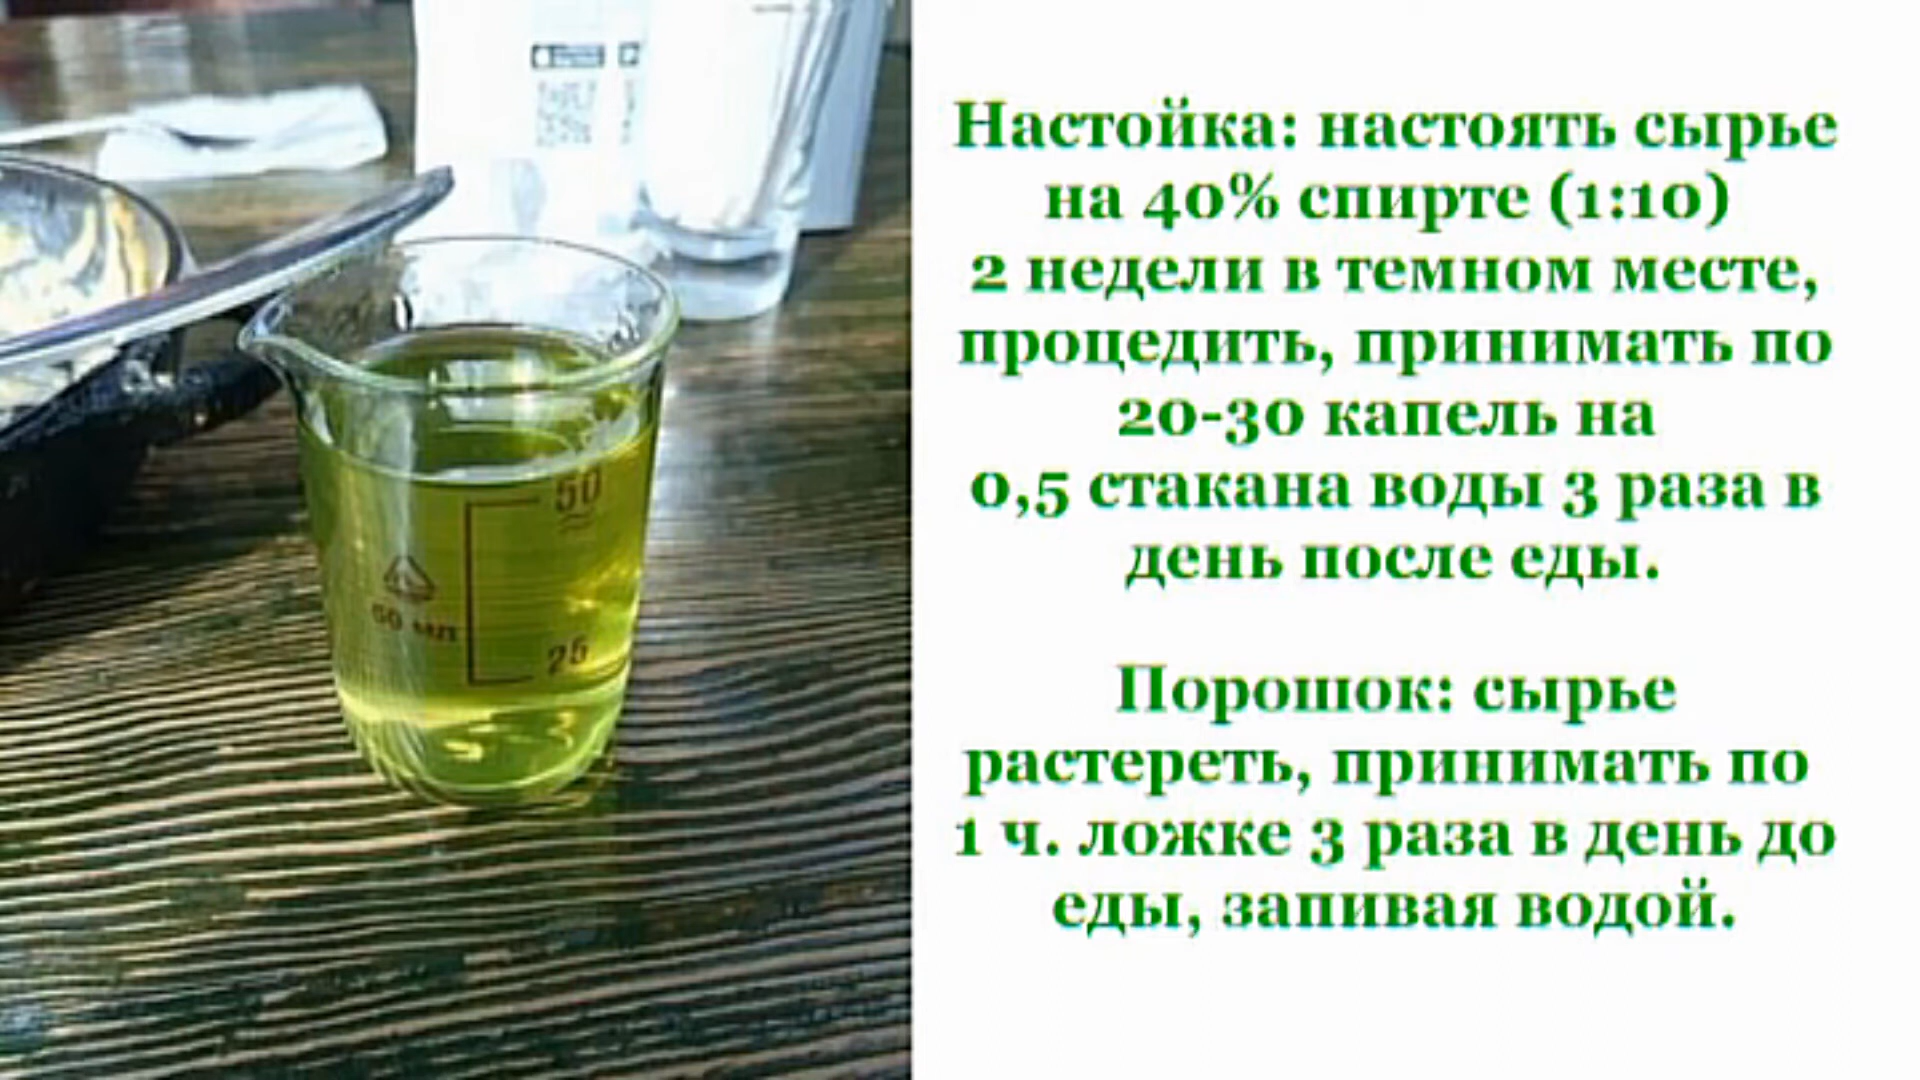 50
60 мл
25
Настойка: настоять сырье
на 40% спирте (1:10)
2 недели в темном месте,
процедить, принимать по
20-30 капель на
0,5 стакана воды 3 раза в
день после еды.
Порошок: сырье
растереть, принимать по
1 ч. ложке 3 раза в день до
еды, запивая водой.